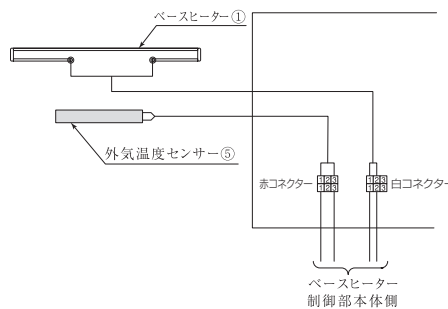 ベースヒーター①
外気温度センサー⑤
赤コネクター
123
123
123
123
白コネクター
ベースヒーター
制御部本体側